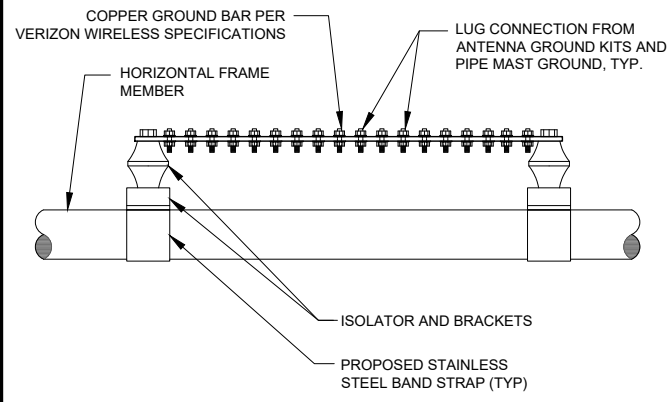 COPPER GROUND BAR PER
VERIZON WIRELESS SPECIFICATIONS
LUG CONNECTION FROM
ANTENNA GROUND KITS AND
PIPE MAST GROUND, TYP.
HORIZONTAL FRAME
MEMBER
ISOLATOR AND BRACKETS
PROPOSED STAINLESS
STEEL BAND STRAP (TYP)